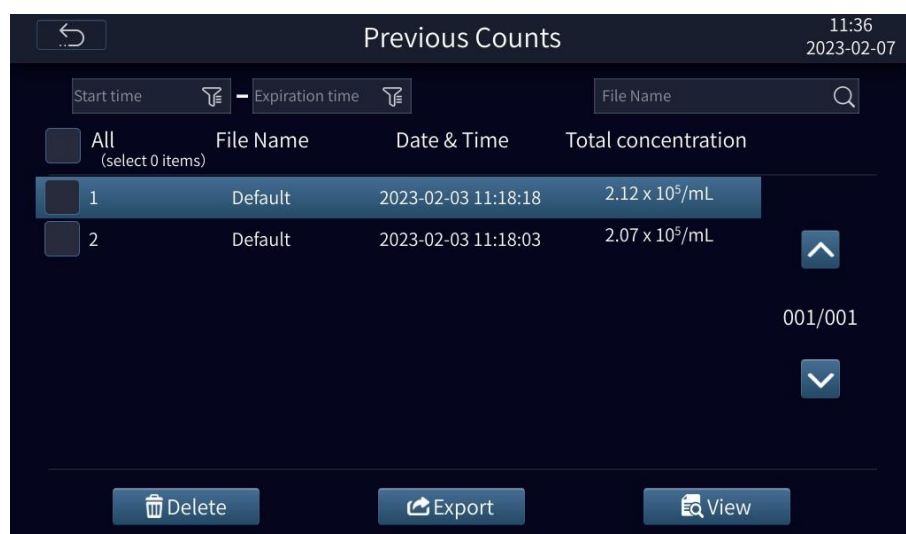 Previous Counts
11:36
2023-02-07
Start time
Expiration time
File Name
All
(select 0 items)
File Name
Date & Time
Total concentration
1 Default 2023-02-03 11:18:18 2.12 x 10⁵/mL
2 Default 2023-02-03 11:18:03 2.07 x 10⁵/mL
001/001
Delete
Export
View